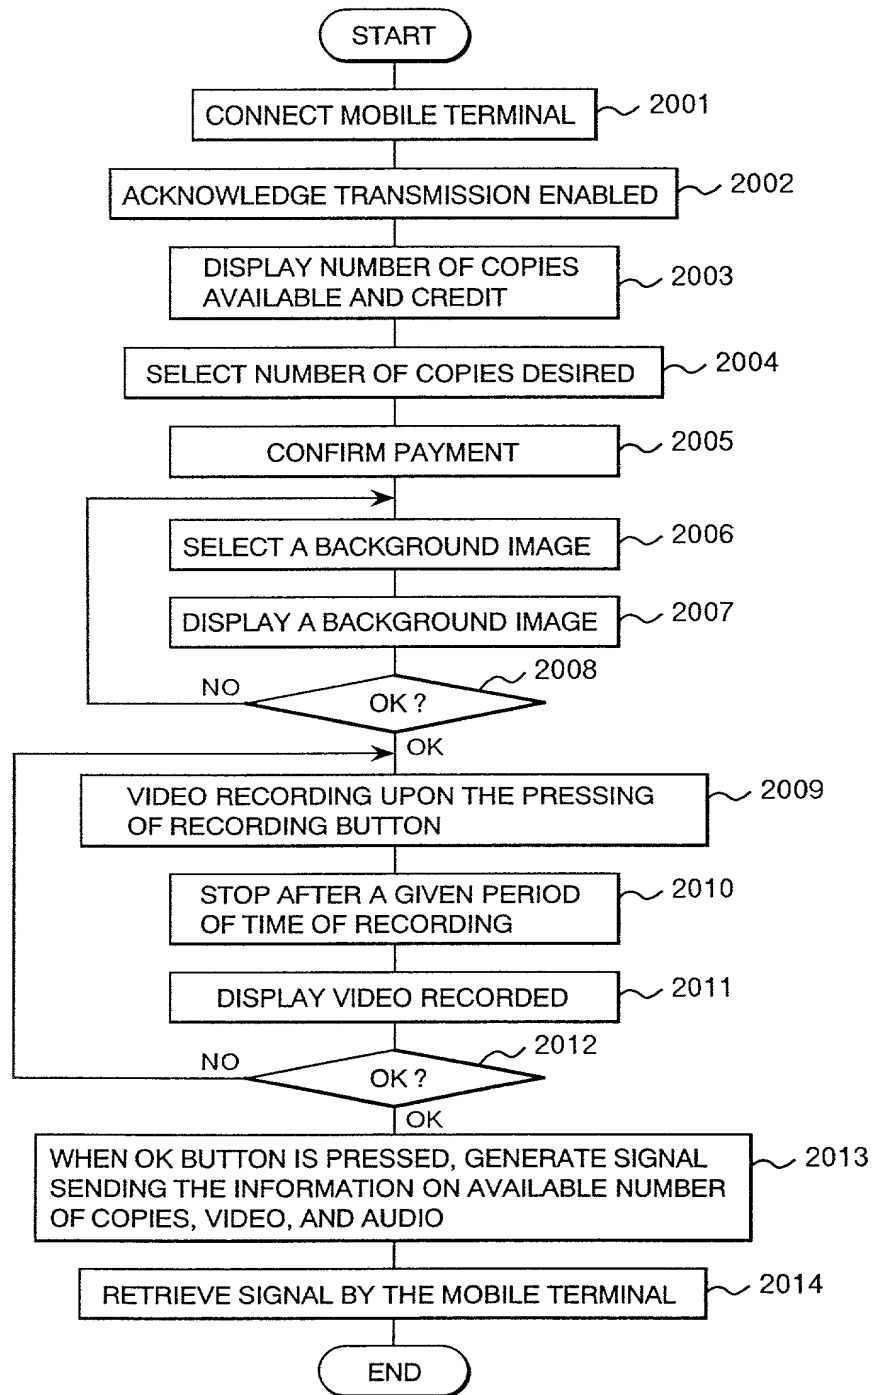 START
CONNECT MOBILE TERMINAL
2001
ACKNOWLEDGE TRANSMISSION ENABLED
2002
DISPLAY NUMBER OF COPIES
AVAILABLE AND CREDIT
2003
SELECT NUMBER OF COPIES DESIRED
2004
CONFIRM PAYMENT
2005
SELECT A BACKGROUND IMAGE
2006
DISPLAY A BACKGROUND IMAGE
2007
NO
OK ?
2008
OK
VIDEO RECORDING UPON THE PRESSING
OF RECORDING BUTTON
2009
STOP AFTER A GIVEN PERIOD
OF TIME OF RECORDING
2010
DISPLAY VIDEO RECORDED
2011
NO
OK ?
2012
OK
WHEN OK BUTTON IS PRESSED, GENERATE SIGNAL
SENDING THE INFORMATION ON AVAILABLE NUMBER
OF COPIES, VIDEO, AND AUDIO
2013
RETRIEVE SIGNAL BY THE MOBILE TERMINAL
2014
END